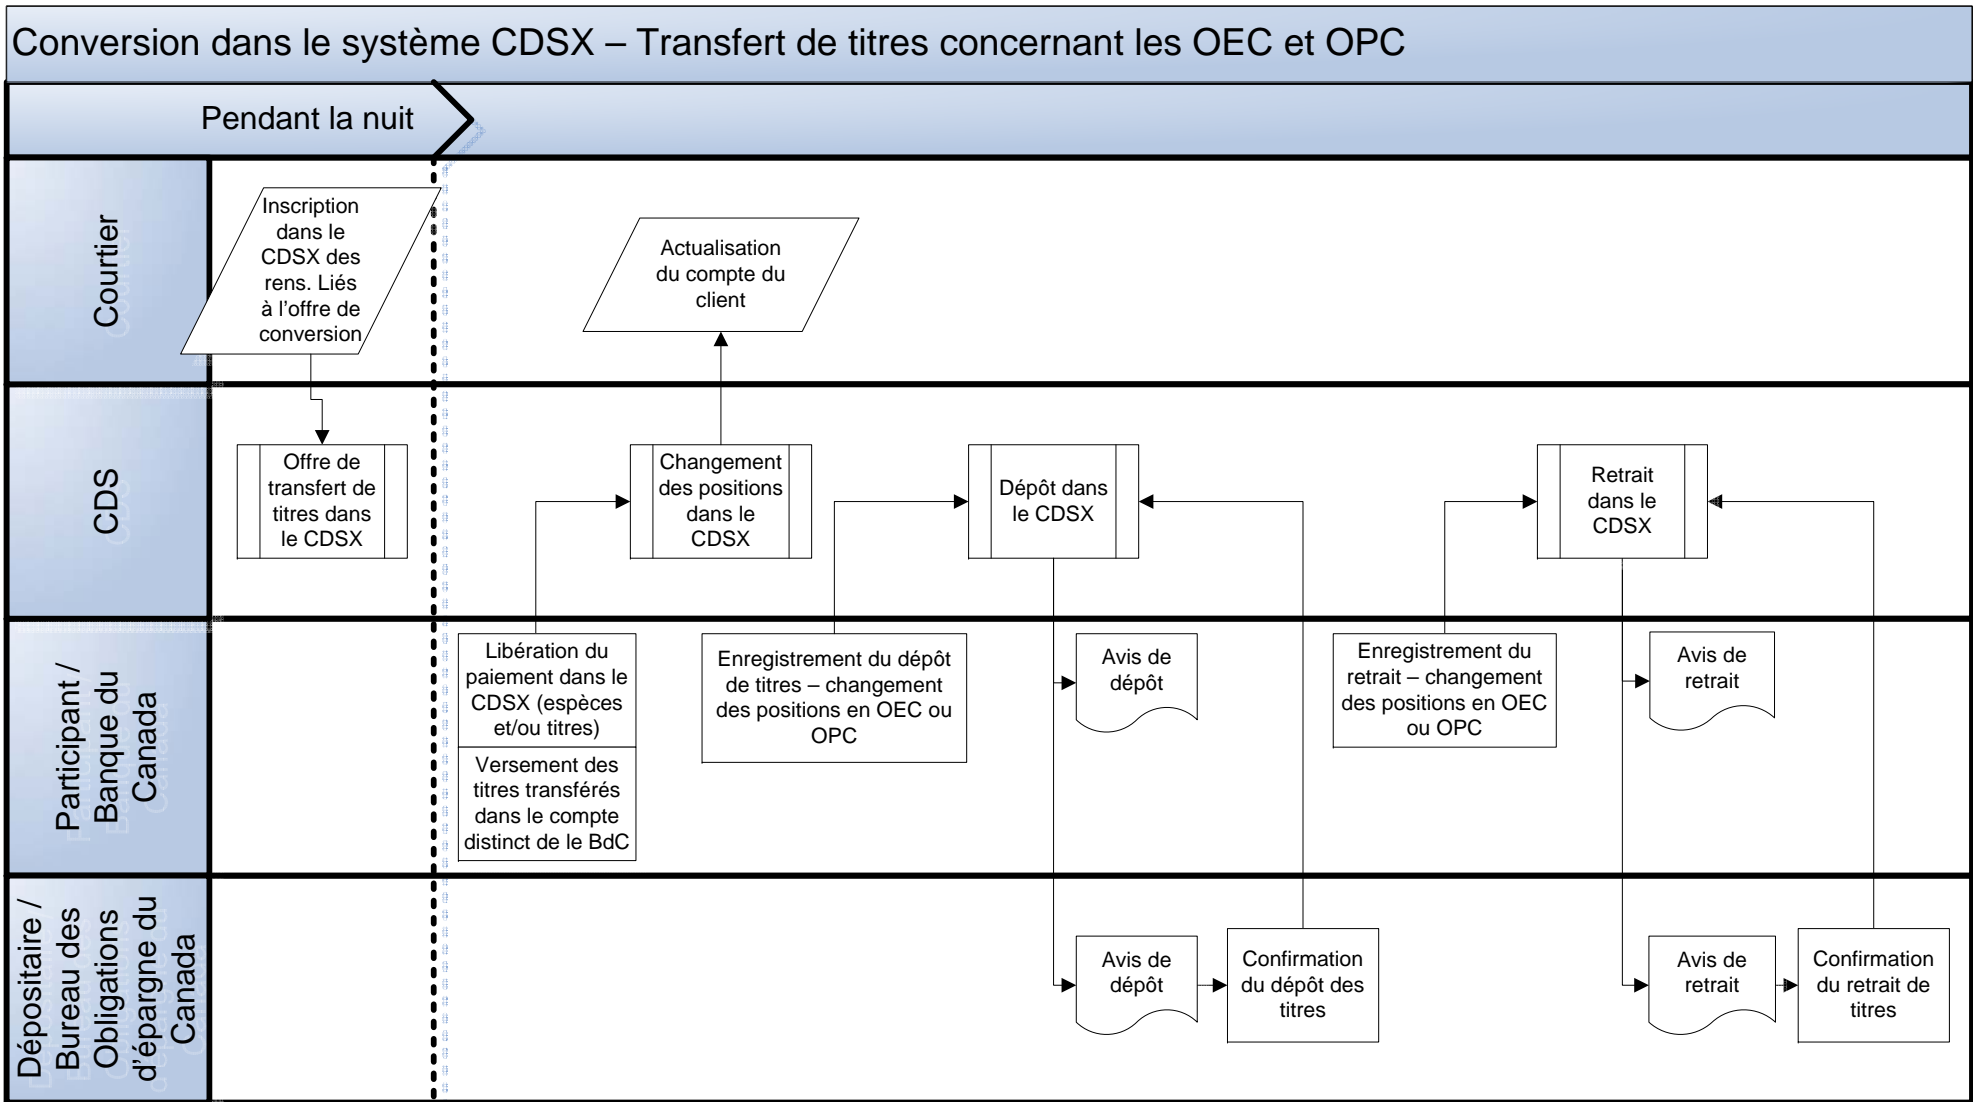 Conversion dans le système CDSX – Transfert de titres concernant les OEC et OPC
Pendant la nuit
Courtier
Inscription
dans le
CDSX des
rens. Liés
à l'offre de
conversion
Actualisation
du compte du
client
CDS
Offre de
transfert de
titres dans
le CDSX
Changement
des positions
dans le
CDSX
Dépôt dans
le CDSX
Retrait
dans le
CDSX
Participant /
Banque du
Canada
Libération du
paiement dans le
CDSX (espèces
et/ou titres)
Versement des
titres transférés
dans le compte
distinct de le BdC
Enregistrement du dépôt
de titres – changement
des positions en OEC ou
OPC
Avis de
dépôt
Enregistrement du
retrait – changement
des positions en OEC
ou OPC
Avis de
retrait
Dépositaire /
Bureau des
Obligations
d'épargne du
Canada
Avis de
dépôt
Confirmation
du dépôt des
titres
Avis de
retrait
Confirmation
du retrait de
titres